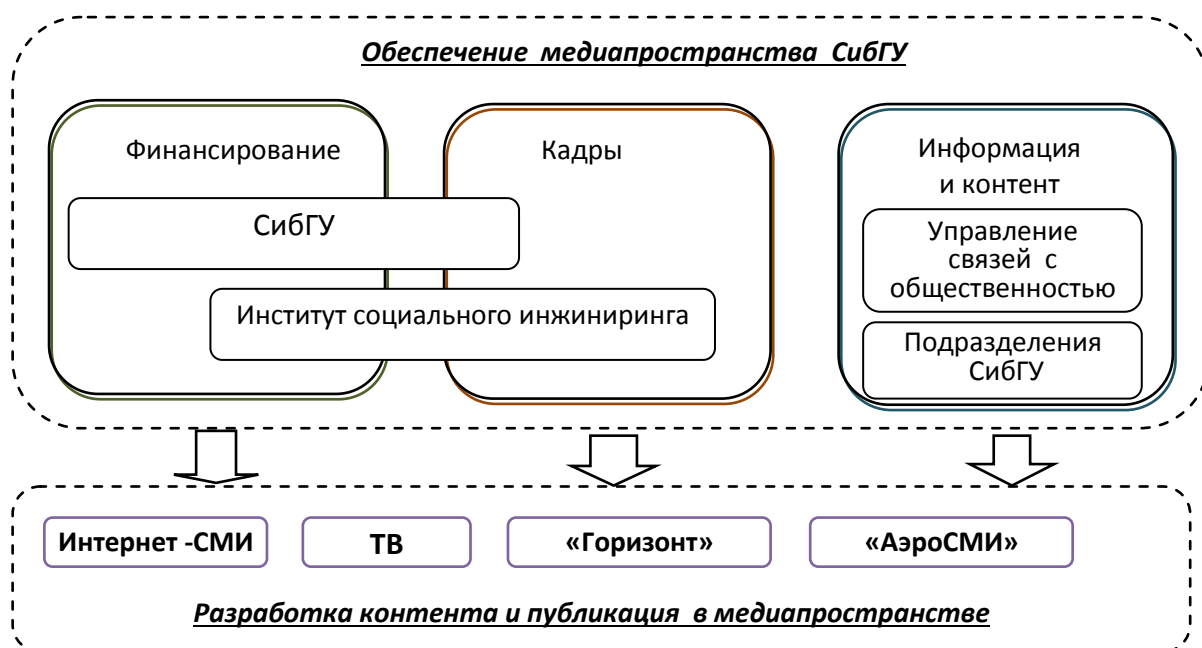 Обеспечение медиапространства СибГУ
Финансирование
Кадры
Информация
и контент
СибГУ
Институт социального инжиниринга
Управление
связей с
общественностью
Подразделения
СибГУ
Интернет -СМИ
ТВ
«Горизонт»
«АэроСМИ»
Разработка контента и публикация в медиапространстве